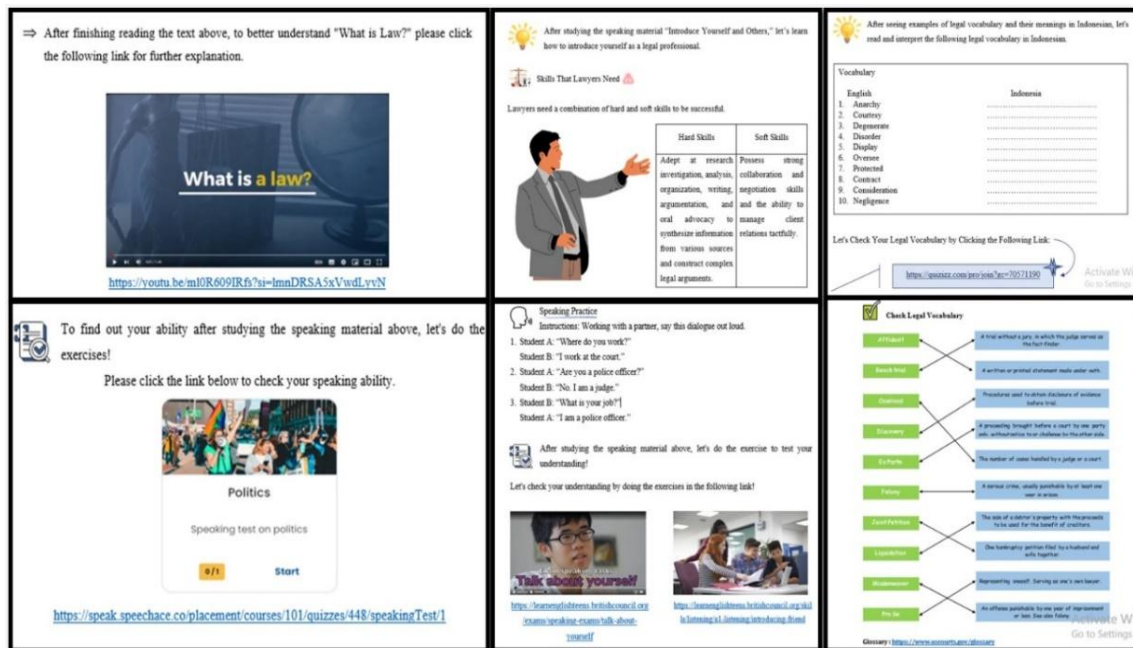 ⇒ After finishing reading the text above, to better understand "What is Law?" please click
the following link for further explanation.
What is a law?
https://youtu.be/ml0R609IRfs?si=lmnDRSA5xVwdLyvN
After studying the speaking material "Introduce Yourself and Others," let's learn
how to introduce yourself as a legal professional.
Skills That Lawyers Need
Lawyers need a combination of hard and soft skills to be successful.
Hard Skills
Adept at research
investigation, analysis,
organization, writing,
argumentation, and
oral advocacy to
synthesize information
from various sources
and construct complex
legal arguments.
Soft Skills
Possess strong
collaboration and
negotiation skills
and the ability to
manage client
relations tactfully.
After seeing examples of legal vocabulary and their meanings in Indonesian, let's
read and interpret the following legal vocabulary in Indonesian.
Vocabulary
English Indonesia
1. Anarchy
2. Courtesy
3. Degenerate
4. Disorder
5. Display
6. Oversee
7. Protected
8. Contract
9. Consideration
10. Negligence
Let's Check Your Legal Vocabulary by Clicking the Following Link:
https://quizizz.com/pro/join?gc=70571190
Activate Wi
Go to Settings
To find out your ability after studying the speaking material above, let's do the
exercises!
Please click the link below to check your speaking ability.
Politics
Speaking test on politics
0/1 Start
https://speak.speechace.co/placement/courses/101/quizzes/448/speakingTest/1
Speaking Practice
Instructions: Working with a partner, say this dialogue out loud.
1. Student A: "Where do you work?"
Student B: "I work at the court."
2. Student A: "Are you a police officer?"
Student B: "No. I am a judge."
3. Student B: "What is your job?"
Student A: "I am a police officer."
After studying the speaking material above, let's do the exercise to test your
understanding!
Let's check your understanding by doing the exercises in the following link!
Talk about yourself
https://learnenglishteens.britishcouncil.org
/exams/speaking-exams/talk-about-
yourself
https://learnenglishteens.britishcouncil.org/skil
ls/listening/a1-listening/introducing-friend
Check Legal Vocabulary
Affidavit
Bench trial
Discovery
Ex Parte
Felony
Joint Petition
Liquidation
Misdemeanor
Pro Se
A trial without a jury, in which the judge serves as
the fact-finder.
A written or printed statement made under oath.
Procedures used to obtain disclosure of evidence
before trial.
A proceeding brought before a court by one party
only, without notice to or challenge by the other side.
The number of cases handled by a judge or a court.
A serious crime, usually punishable by at least one
year in prison.
The sale of a debtor's property with the proceeds
to be used for the benefit of creditors.
One bankruptcy petition filed by a husband and
wife together.
Representing oneself. Serving as one's own lawyer.
An offense punishable by one year of imprisonment
or less. See also felony.
Activate W
Go to Settings
Glossary : https://www.uscourts.gov/glossary